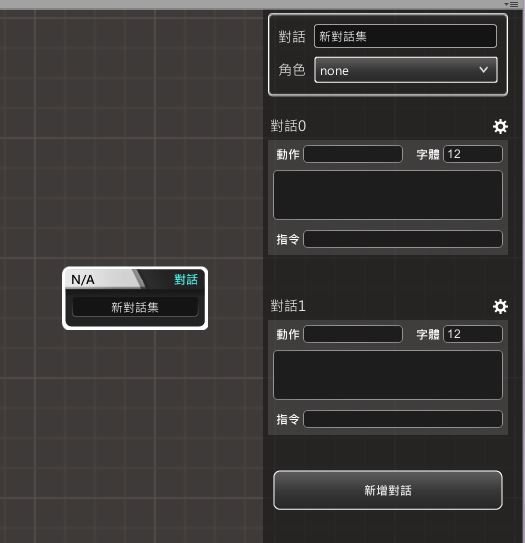 對話 新對話集
角色 none
對話0
動作 字體 12
指令
N/A 對話
新對話集
對話1
動作 字體 12
指令
新增對話